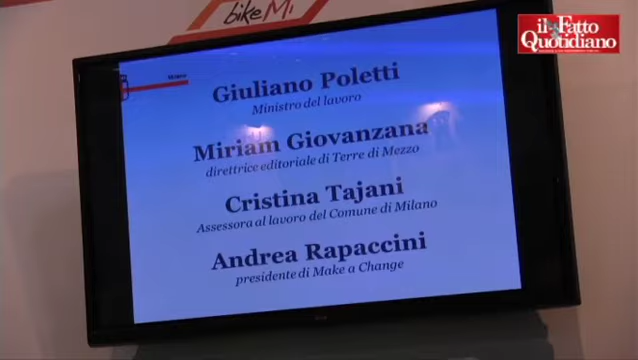 bikeMi
il Fatto
Quotidiano
Milano
Giuliano Poletti
Ministro del lavoro
Miriam Giovanzana
direttrice editoriale di Terre di Mezzo
Cristina Tajani
Assessora al lavoro del Comune di Milano
Andrea Rapaccini
presidente di Make a Change